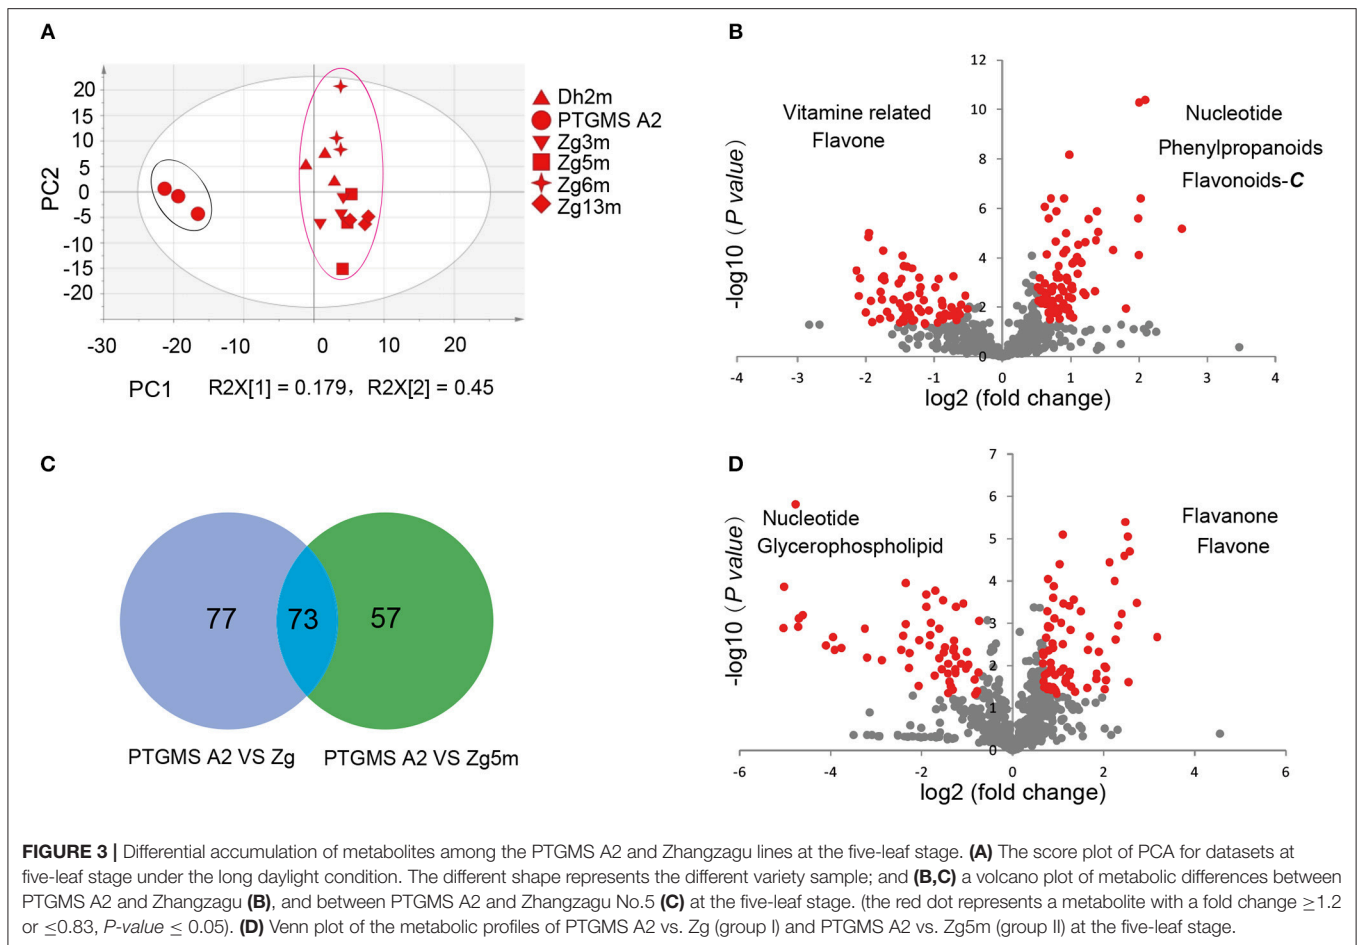 A
20
15
10
5
0
-5
-10
-15
-20
PC2
-30
-20
-10
0
10
20
PC1
R2X[1] = 0.179, R2X[2] = 0.45
Dh2m
PTGMS A2
Zg3m
Zg5m
Zg6m
Zg13m
B
12
10
8
6
4
2
0
-log10 (P value)
Vitamine related
Flavone
Nucleotide
Phenylpropanoids
Flavonoids-C
-4
-3
-2
-1
0
1
2
3
4
log2 (fold change)
C
77
73
57
PTGMS A2 VS Zg
PTGMS A2 VS Zg5m
D
7
6
5
4
3
2
1
0
-log10 (P value)
Nucleotide
Glycerophospholipid
Flavanone
Flavone
-6
-4
-2
0
2
4
6
log2 (fold change)
FIGURE 3 | Differential accumulation of metabolites among the PTGMS A2 and Zhangzagu lines at the five-leaf stage. (A) The score plot of PCA for datasets at
five-leaf stage under the long daylight condition. The different shape represents the different variety sample; and (B,C) a volcano plot of metabolic differences between
PTGMS A2 and Zhangzagu (B), and between PTGMS A2 and Zhangzagu No.5 (C) at the five-leaf stage. (the red dot represents a metabolite with a fold change ≥1.2
or ≤0.83, P-value ≤ 0.05). (D) Venn plot of the metabolic profiles of PTGMS A2 vs. Zg (group I) and PTGMS A2 vs. Zg5m (group II) at the five-leaf stage.